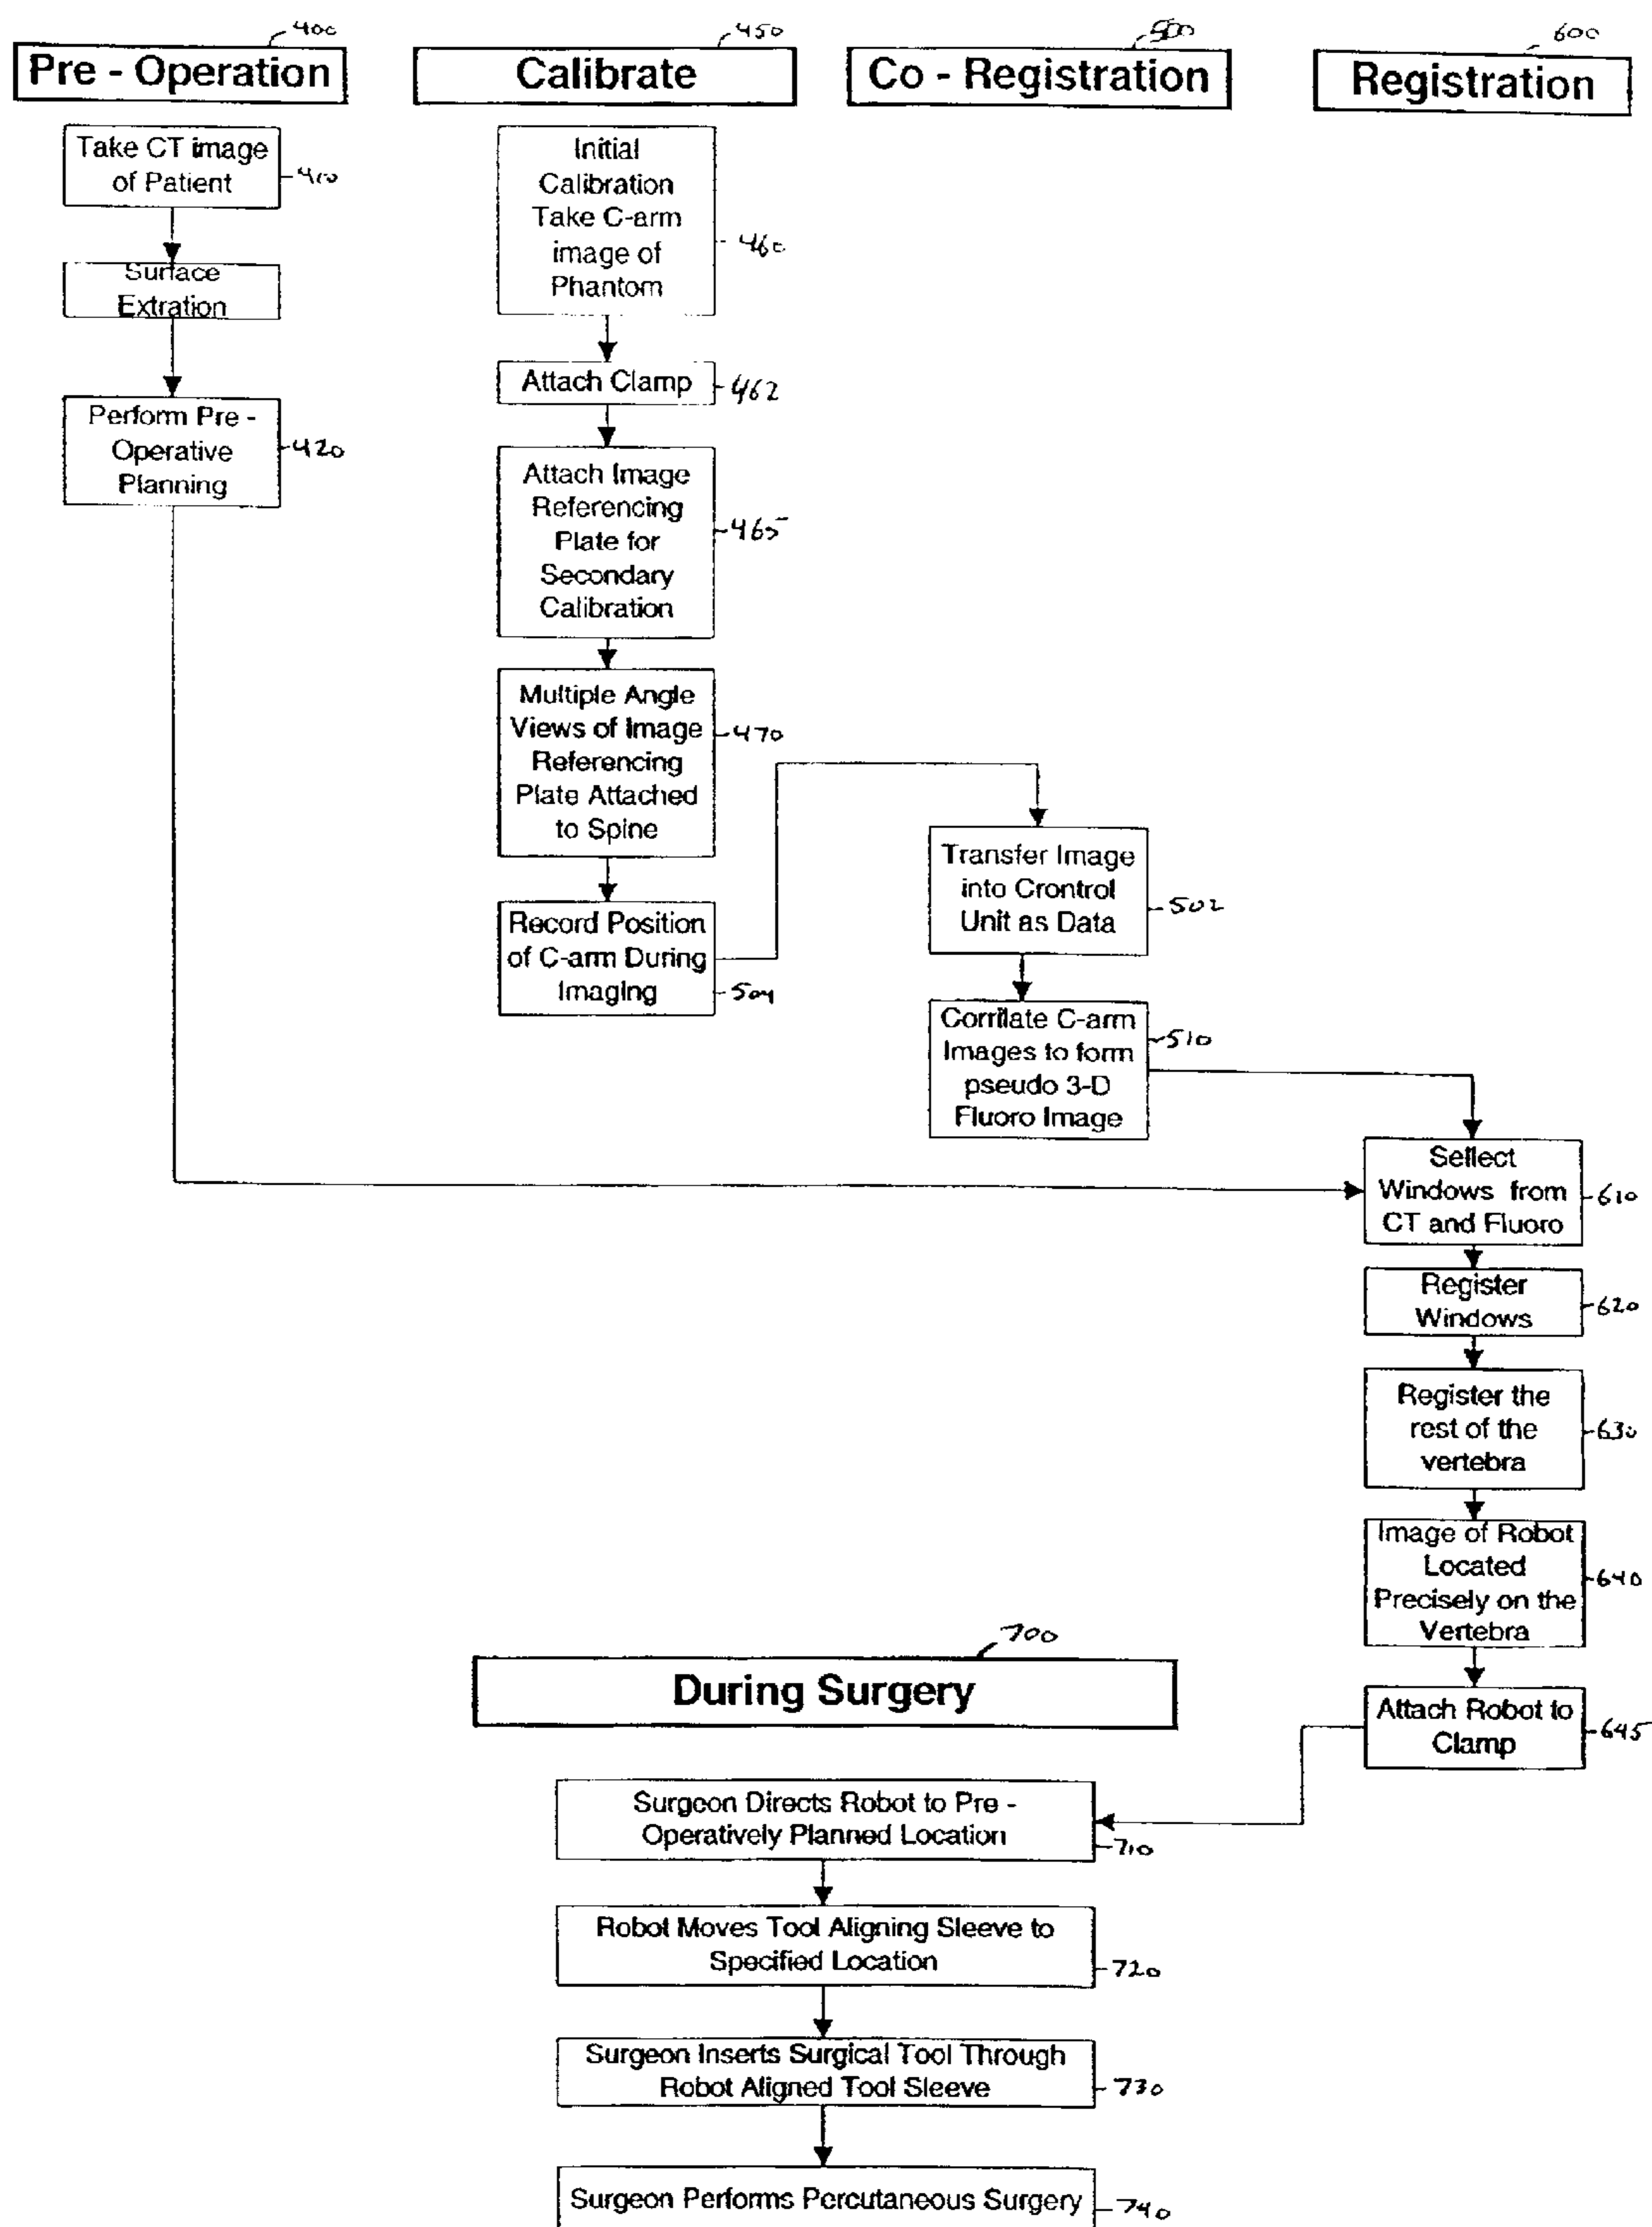 400
Pre - Operation
Take CT image
of Patient
410
Surface
Extration
Perform Pre -
Operative
Planning
420
450
Calibrate
Initial
Calibration
Take C-arm
image of
Phantom
460
Attach Clamp
462
Attach Image
Referencing
Plate for
Secondary
Calibration
465
Multiple Angle
Views of Image
Referencing
Plate Attached
to Spine
470
Record Position
of C-arm During
Imaging
504
500
Co - Registration
Transfer Image
into Crontrol
Unit as Data
502
Corrilate C-arm
Images to form
pseudo 3-D
Fluoro Image
510
600
Registration
Sellect
Windows from
CT and Fluoro
610
Register
Windows
620
Register the
rest of the
vertebra
630
Image of Robot
Located
Precisely on the
Vertebra
640
Attach Robot to
Clamp
645
700
During Surgery
Surgeon Directs Robot to Pre -
Operatively Planned Location
710
Robot Moves Tool Aligning Sleeve to
Specified Location
720
Surgeon Inserts Surgical Tool Through
Robot Aligned Tool Sleeve
730
Surgeon Performs Percutaneous Surgery
740